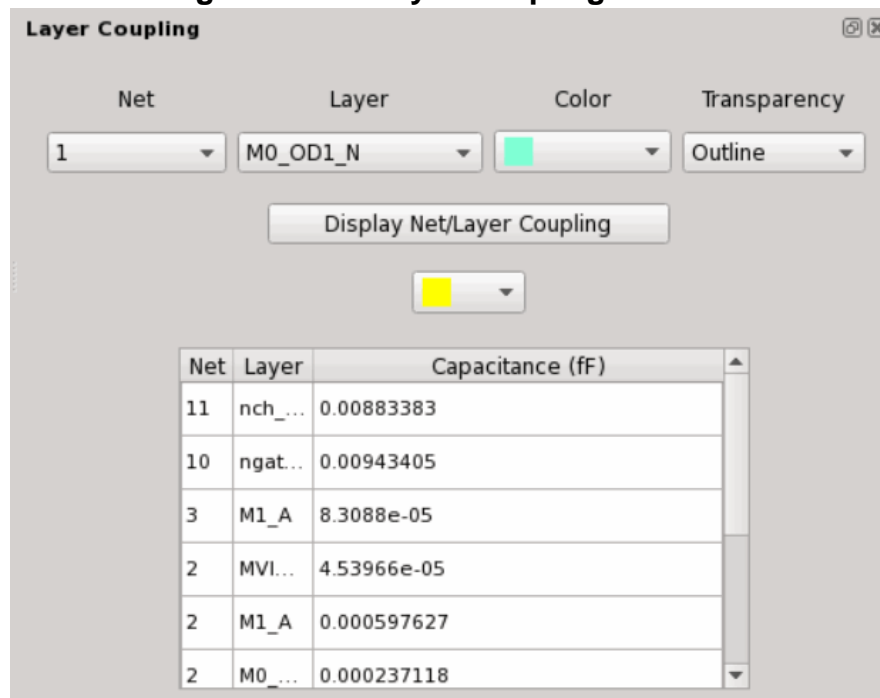 Layer Coupling
Net Layer Color Transparency
1 M0_OD1_N Outline
Display Net/Layer Coupling
Net Layer Capacitance (fF)
11 nch_... 0.00883383
10 ngat... 0.00943405
3 M1_A 8.3088e-05
2 MVI... 4.53966e-05
2 M1_A 0.000597627
2 M0_... 0.000237118